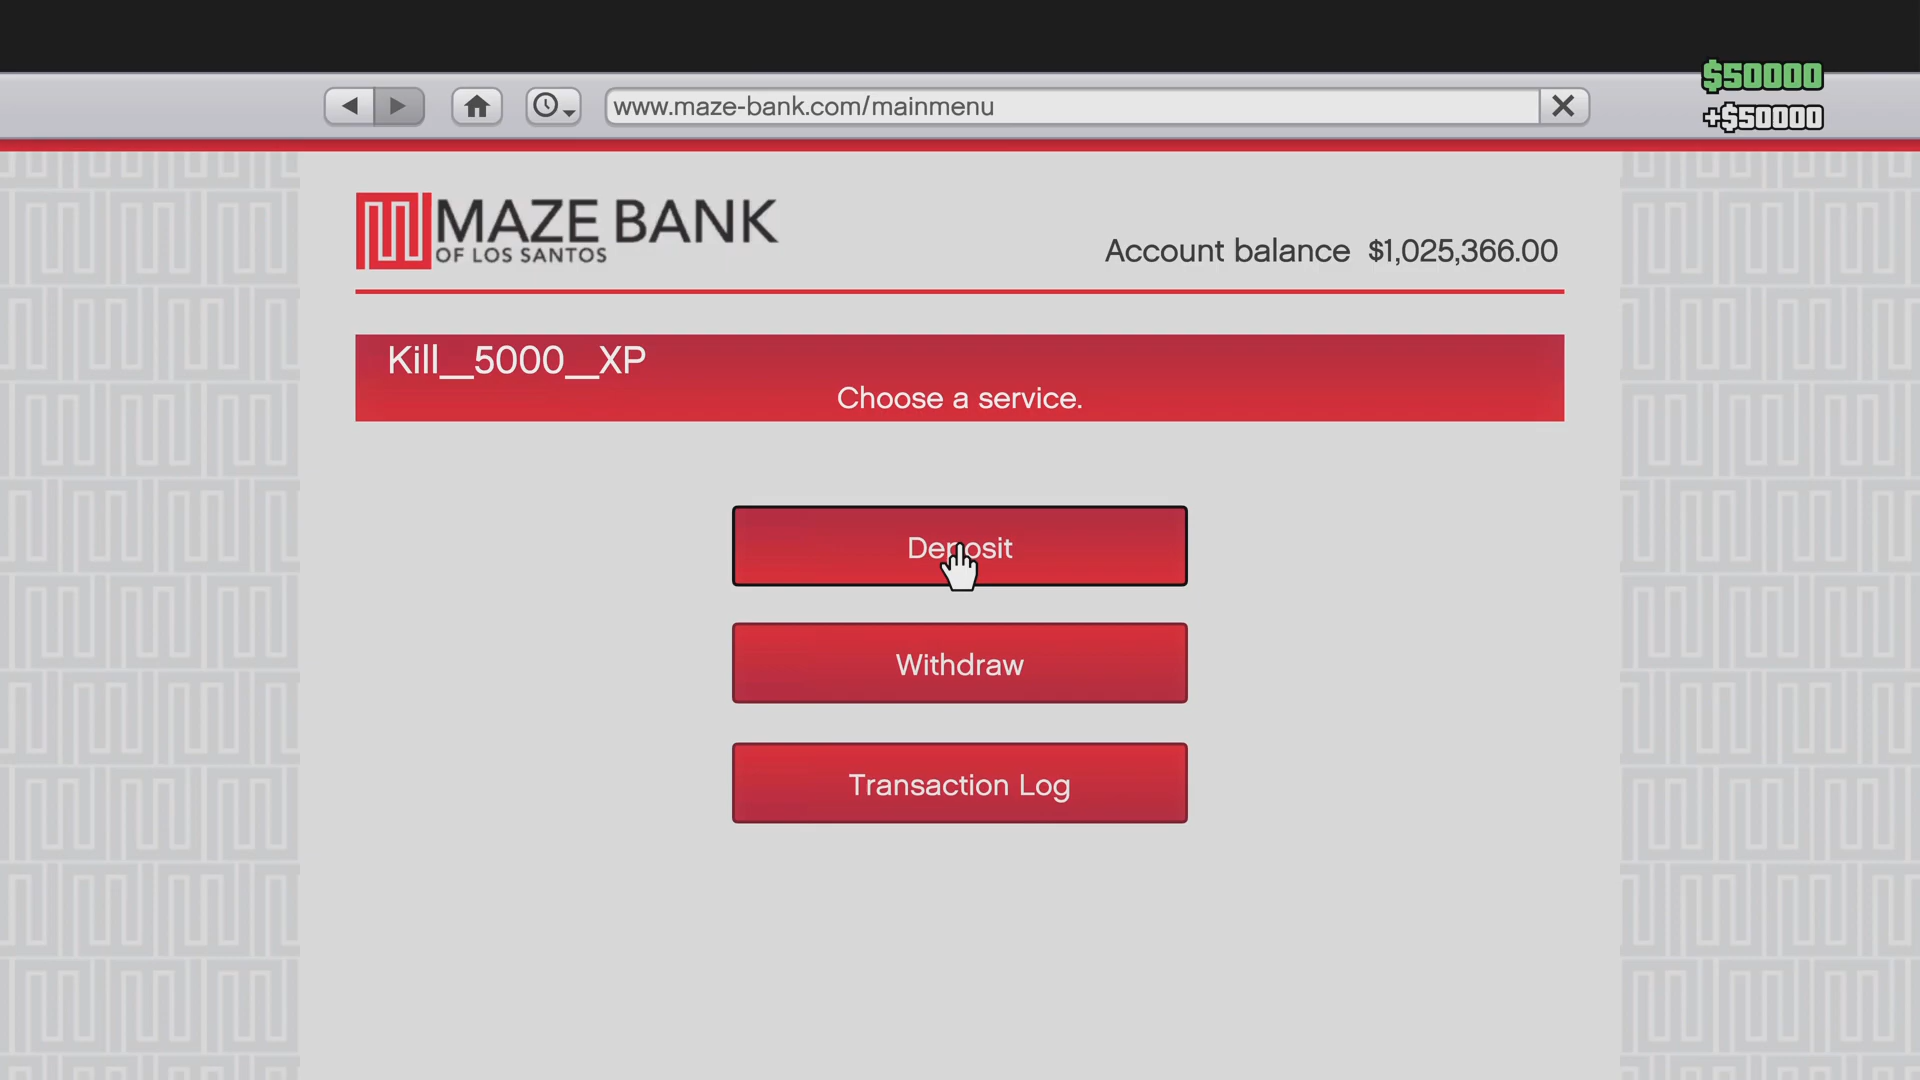 $50000
www.maze-bank.com/mainmenu
+$50000
MAZE BANK
OF LOS SANTOS
Account balance $1,025,366.00
Kill__5000__XP
Choose a service.
Deposit
Withdraw
Transaction Log